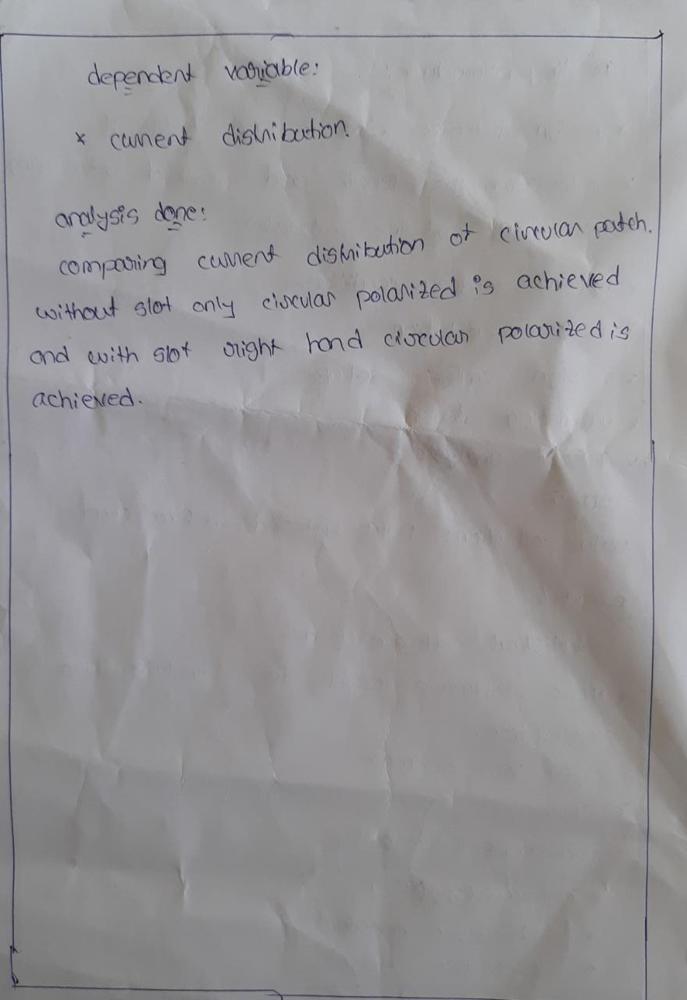 dependent variable:
* current distribution.
analysis done:
comparing current distribution of circular patch.
without slot only circular polarized is achieved
and with slot right hand circular polarized is
achieved.